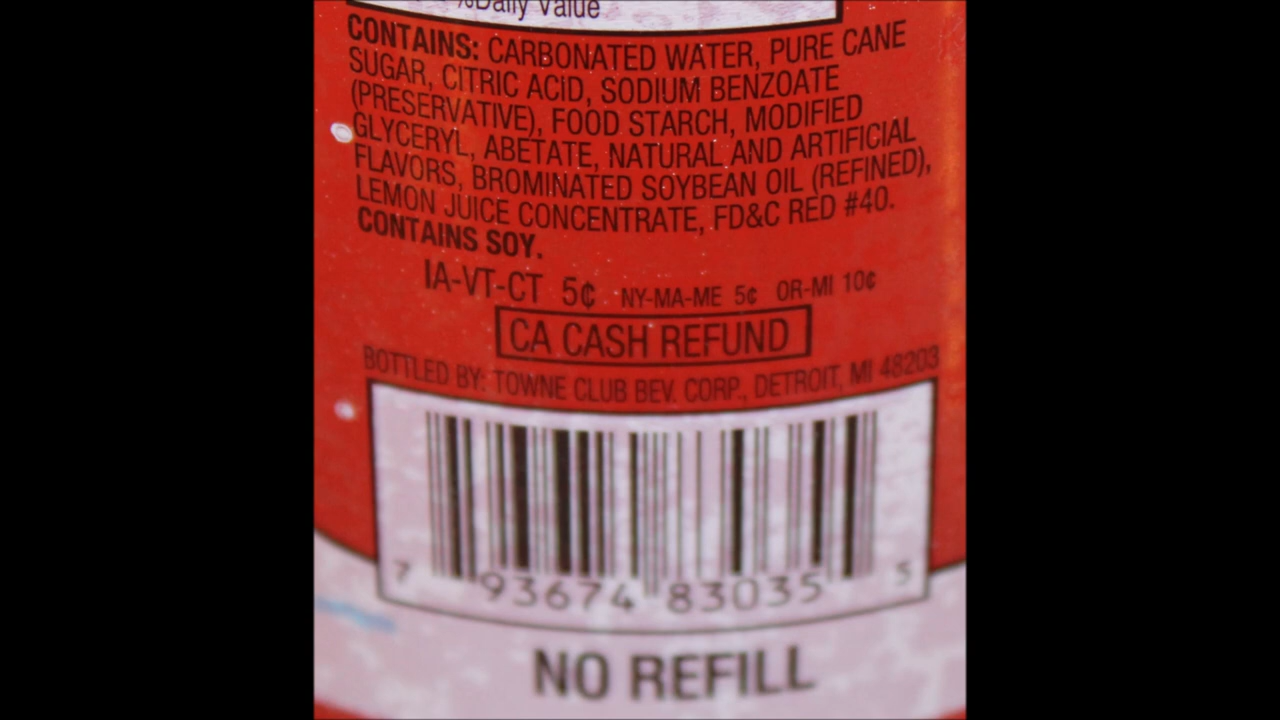 %Daily Value
CONTAINS: CARBONATED WATER, PURE CANE
SUGAR, CITRIC ACID, SODIUM BENZOATE
(PRESERVATIVE), FOOD STARCH, MODIFIED
GLYCERYL, ABETATE, NATURAL AND ARTIFICIAL
FLAVORS, BROMINATED SOYBEAN OIL (REFINED),
LEMON JUICE CONCENTRATE, FD&C RED #40.
CONTAINS SOY.
IA-VT-CT 5¢ NY-MA-ME 5¢ OR-MI 10¢
CA CASH REFUND
BOTTLED BY: TOWNE CLUB BEV. CORP., DETROIT, MI 48203
7 93674 83035 5
NO REFILL